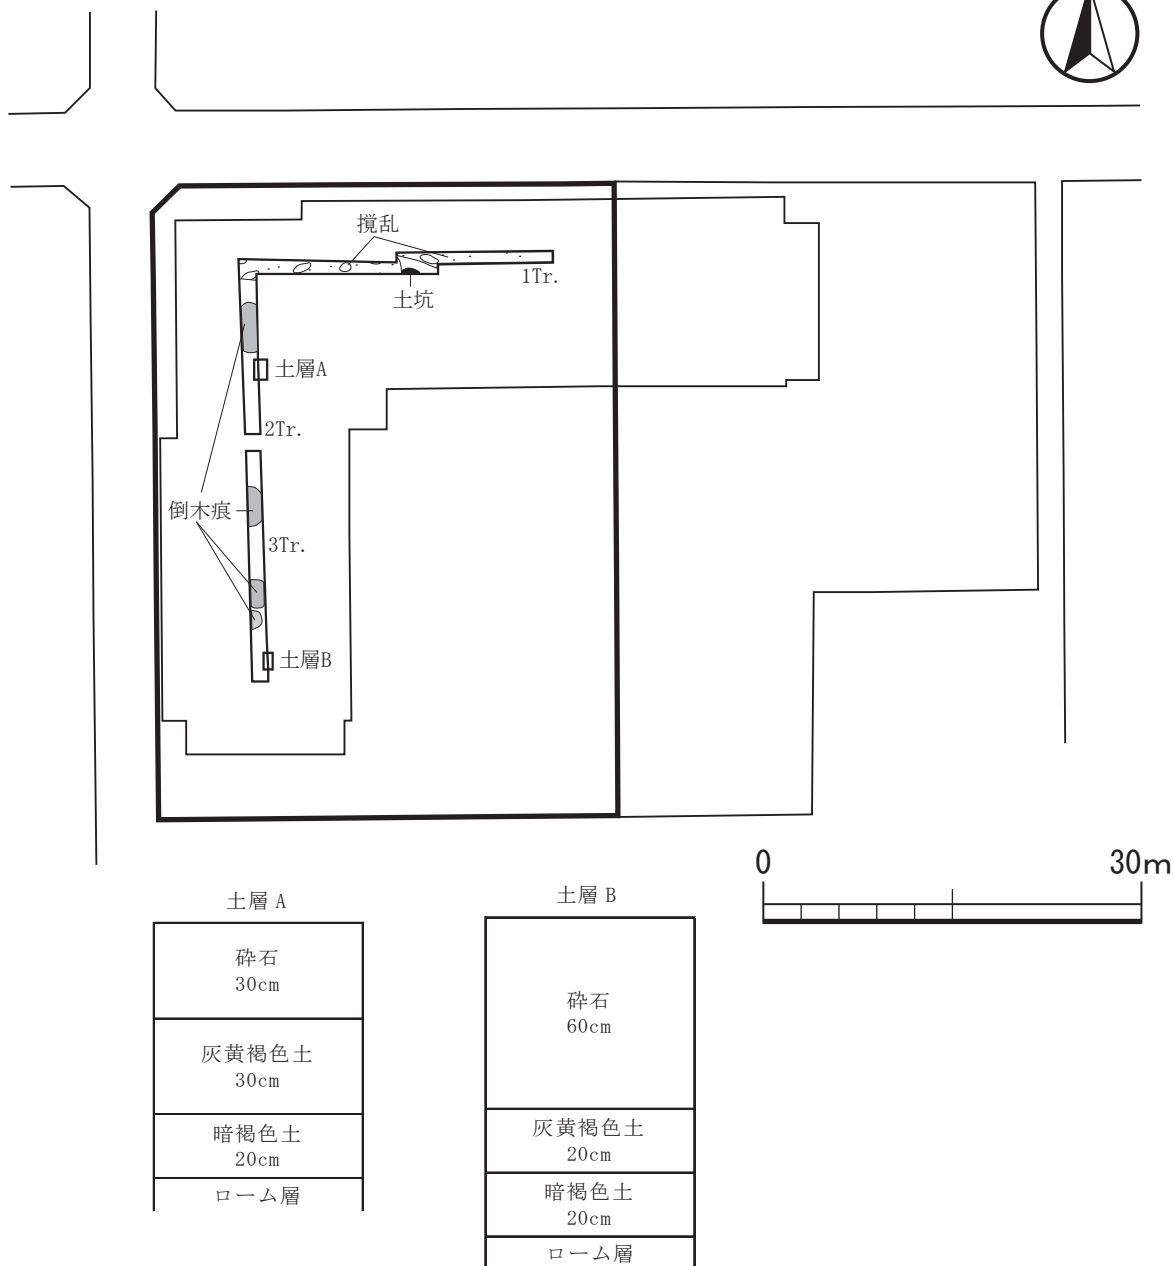 撹乱
1Tr.
土坑
土層A
2Tr.
倒木痕
3Tr.
土層B
0 30m
土層 A
砕石
30cm
灰黄褐色土
30cm
暗褐色土
20cm
ローム層
土層 B
砕石
60cm
灰黄褐色土
20cm
暗褐色土
20cm
ローム層